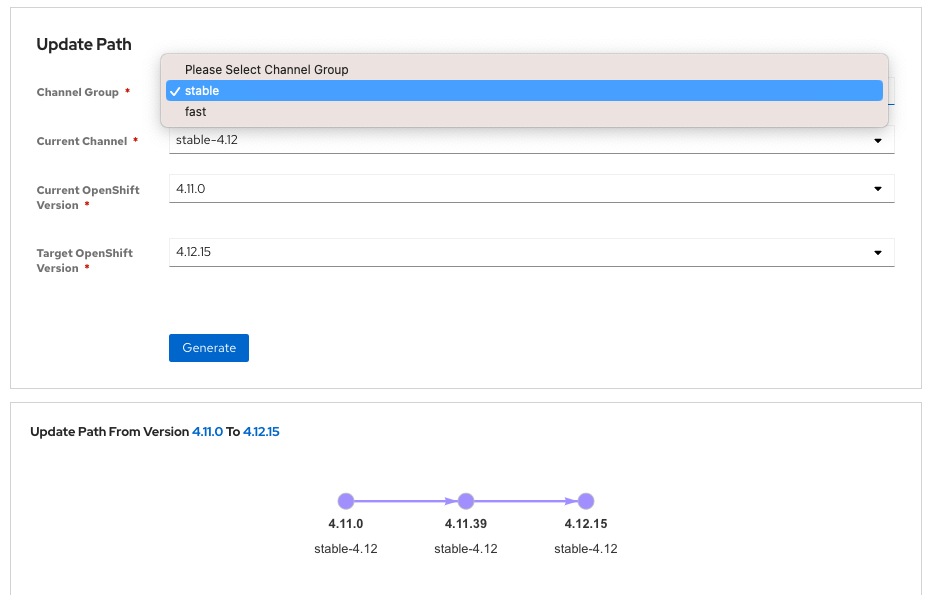 Update Path
Please Select Channel Group
Channel Group *
✓ stable
fast
Current Channel *
stable-4.12
Current OpenShift
Version *
4.11.0
Target OpenShift
Version *
4.12.15
Generate
Update Path From Version 4.11.0 To 4.12.15
4.11.0 4.11.39 4.12.15
stable-4.12 stable-4.12 stable-4.12